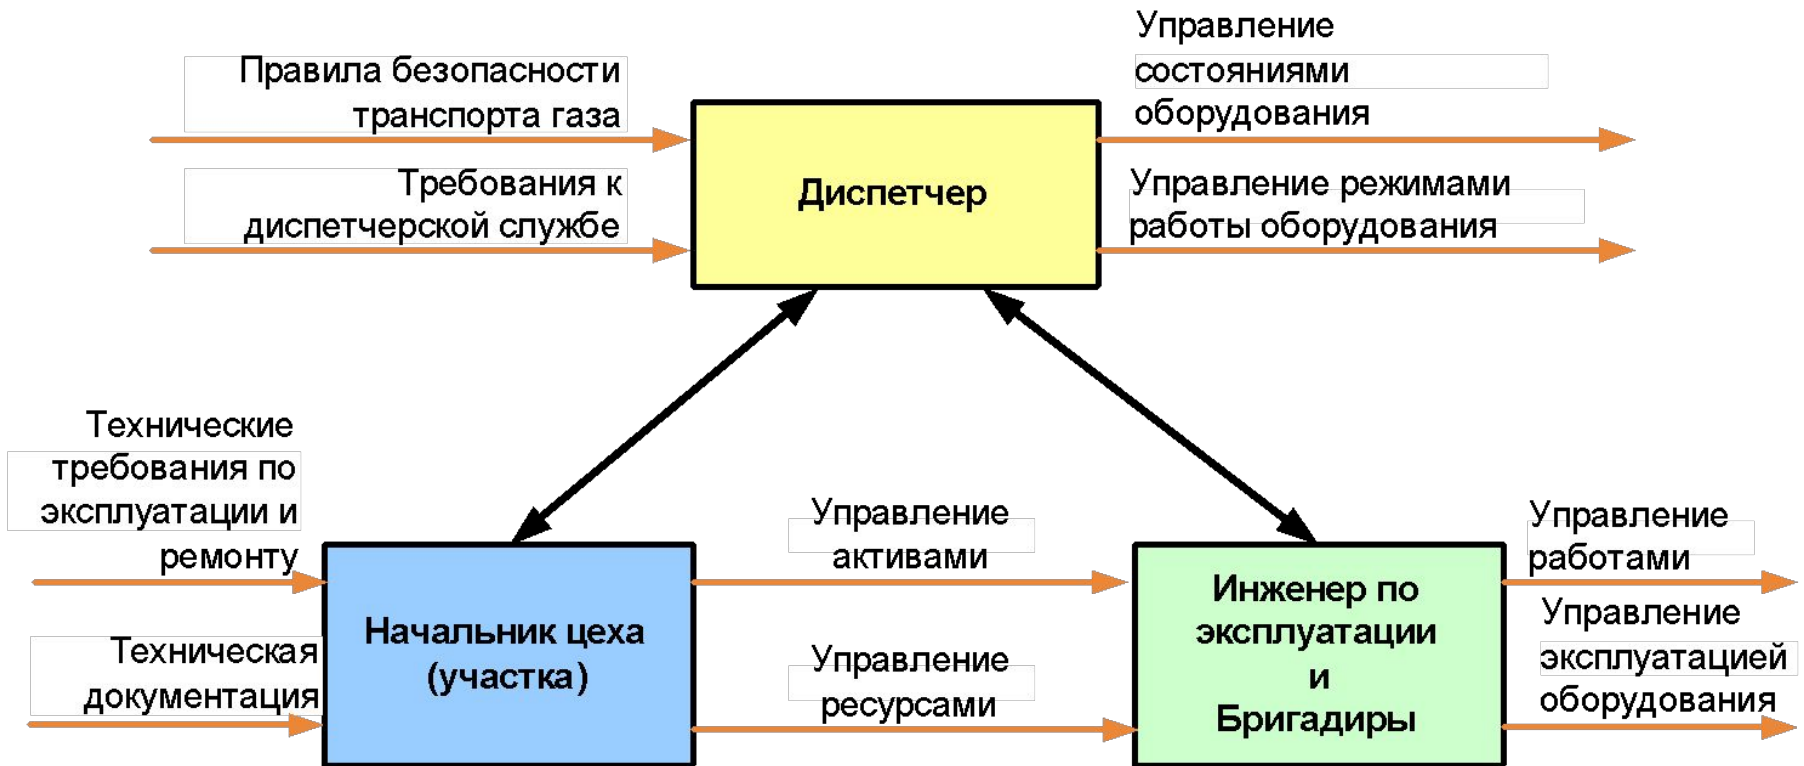 Правила безопасности
транспорта газа
Требования к
диспетчерской службе
Диспетчер
Управление
состояниями
оборудования
Управление режимами
работы оборудования
Технические
требования по
эксплуатации и
ремонту
Техническая
документация
Начальник цеха
(участка)
Управление
активами
Управление
ресурсами
Инженер по
эксплуатации
и
Бригадиры
Управление
работами
Управление
эксплуатацией
оборудования